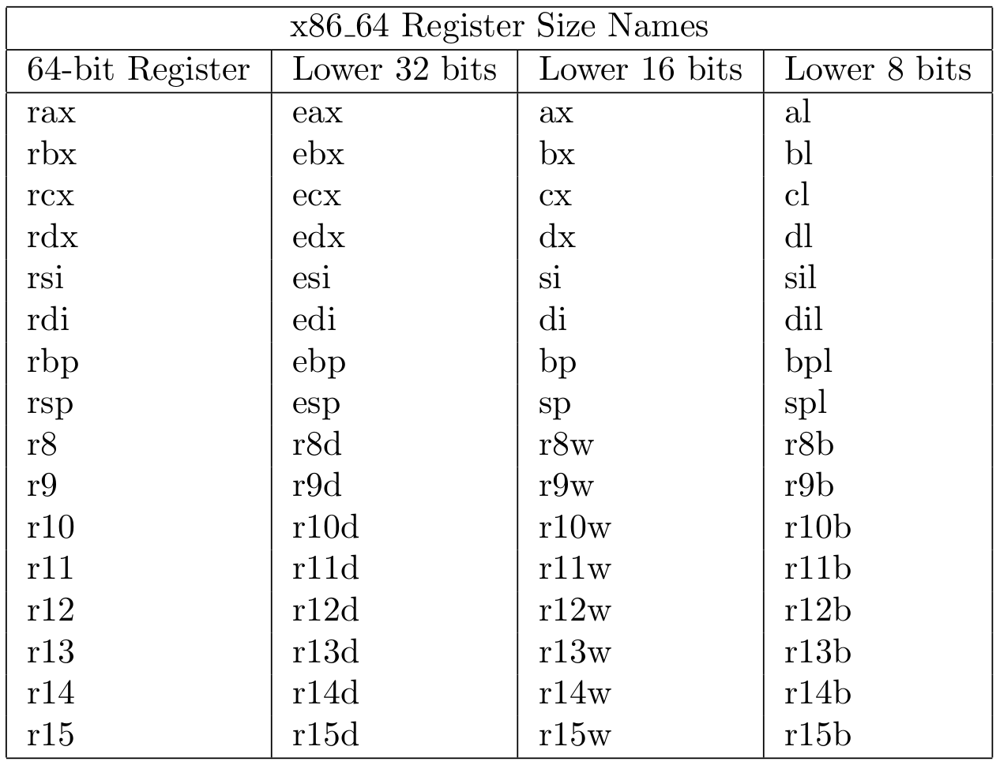 x86_64 Register Size Names
64-bit Register Lower 32 bits Lower 16 bits Lower 8 bits
rax eax ax al
rbx ebx bx bl
rcx ecx cx cl
rdx edx dx dl
rsi esi si sil
rdi edi di dil
rbp ebp bp bpl
rsp esp sp spl
r8 r8d r8w r8b
r9 r9d r9w r9b
r10 r10d r10w r10b
r11 r11d r11w r11b
r12 r12d r12w r12b
r13 r13d r13w r13b
r14 r14d r14w r14b
r15 r15d r15w r15b